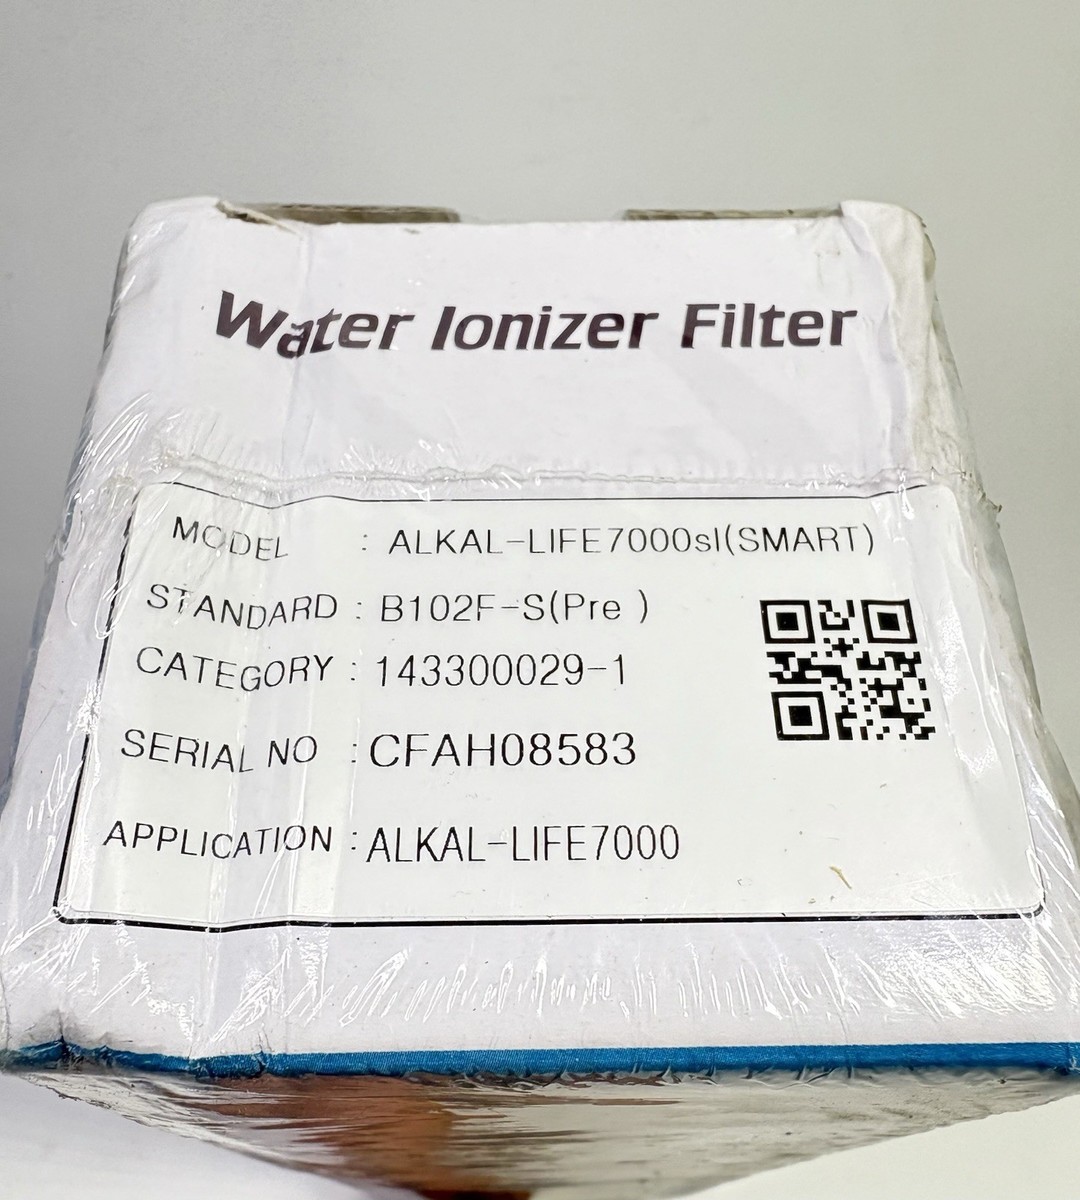 Water Ionizer Filter
MODEL : ALKAL-LIFE7000sl(SMART)
STANDARD : B102F-S(Pre )
CATEGORY : 143300029-1
SERIAL NO : CFAH08583
APPLICATION : ALKAL-LIFE7000